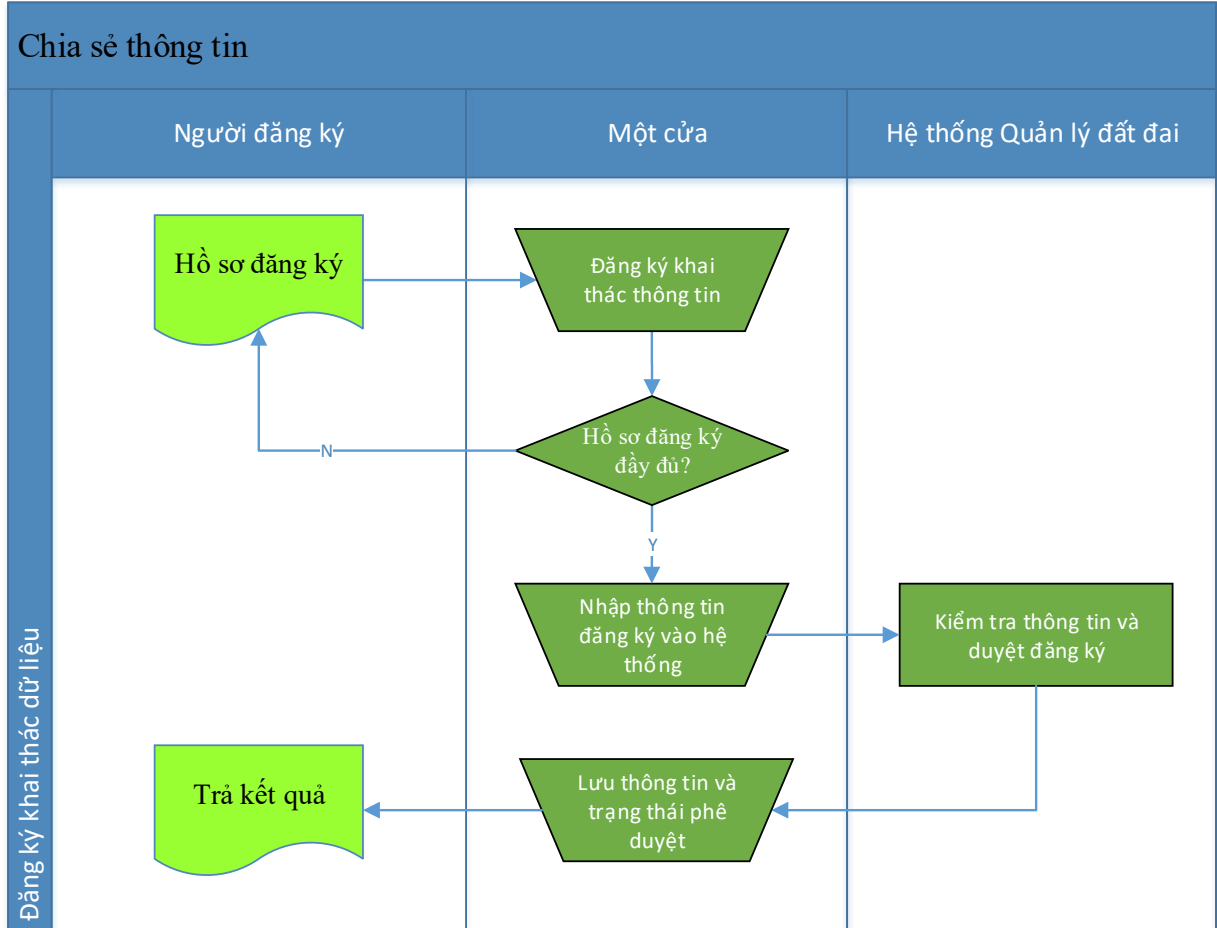 Chia sẻ thông tin
Người đăng ký
Một cửa
Hệ thống Quản lý đất đai
Đăng ký khai thác dữ liệu
Hồ sơ đăng ký
Đăng ký khai
thác thông tin
Hồ sơ đăng ký
đầy đủ?
N
Y
Nhập thông tin
đăng ký vào hệ
thống
Kiểm tra thông tin và
duyệt đăng ký
Trả kết quả
Lưu thông tin và
trạng thái phê
duyệt